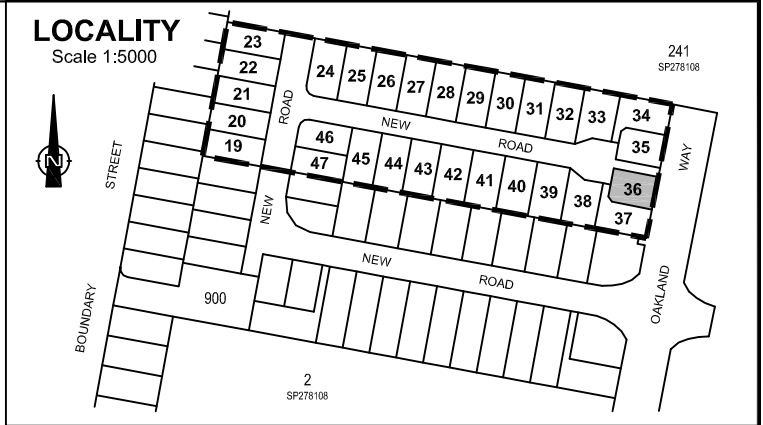 LOCALITY
Scale 1:5000
241
SP278108
23
22
21
20
19
24
25
26
27
28
29
30
31
32
33
34
35
36
37
38
39
40
41
42
43
44
45
46
47
ROAD
NEW
ROAD
NEW
NEW
ROAD
STREET
BOUNDARY
WAY
OAKLAND
N
900
2
SP278108